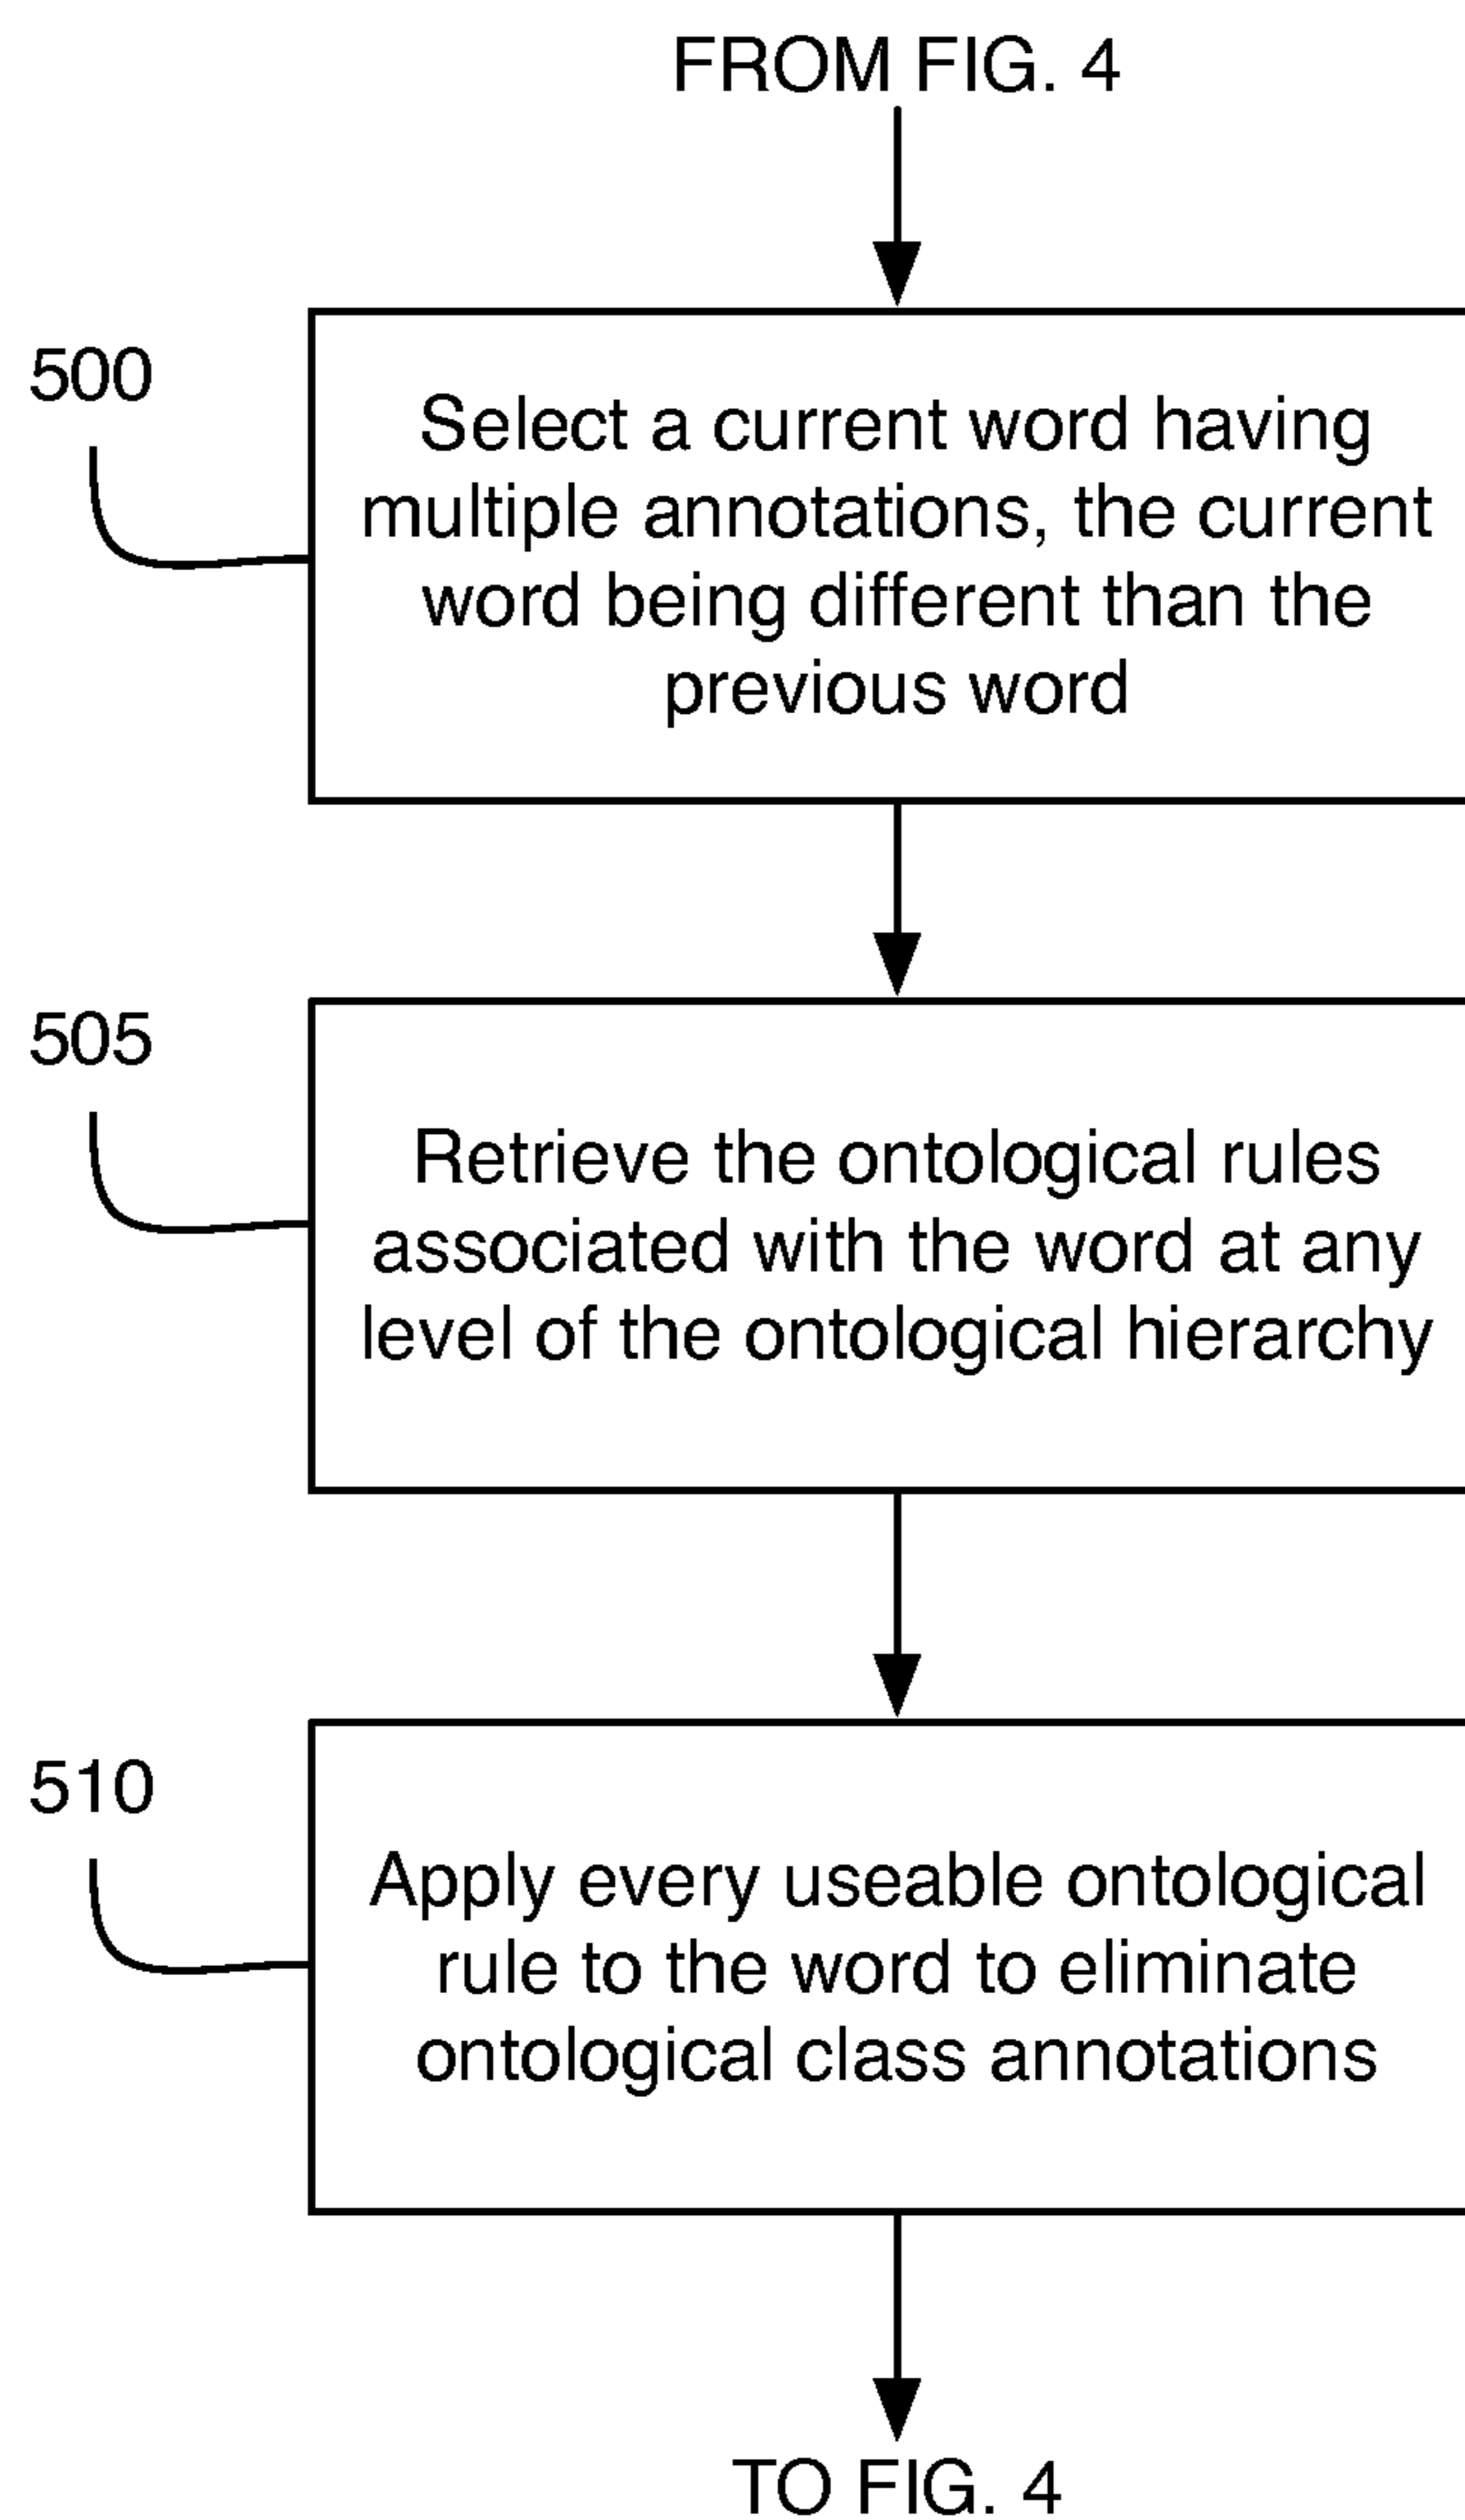 FROM FIG. 4
500
Select a current word having
multiple annotations, the current
word being different than the
previous word
505
Retrieve the ontological rules
associated with the word at any
level of the ontological hierarchy
510
Apply every useable ontological
rule to the word to eliminate
ontological class annotations
TO FIG. 4